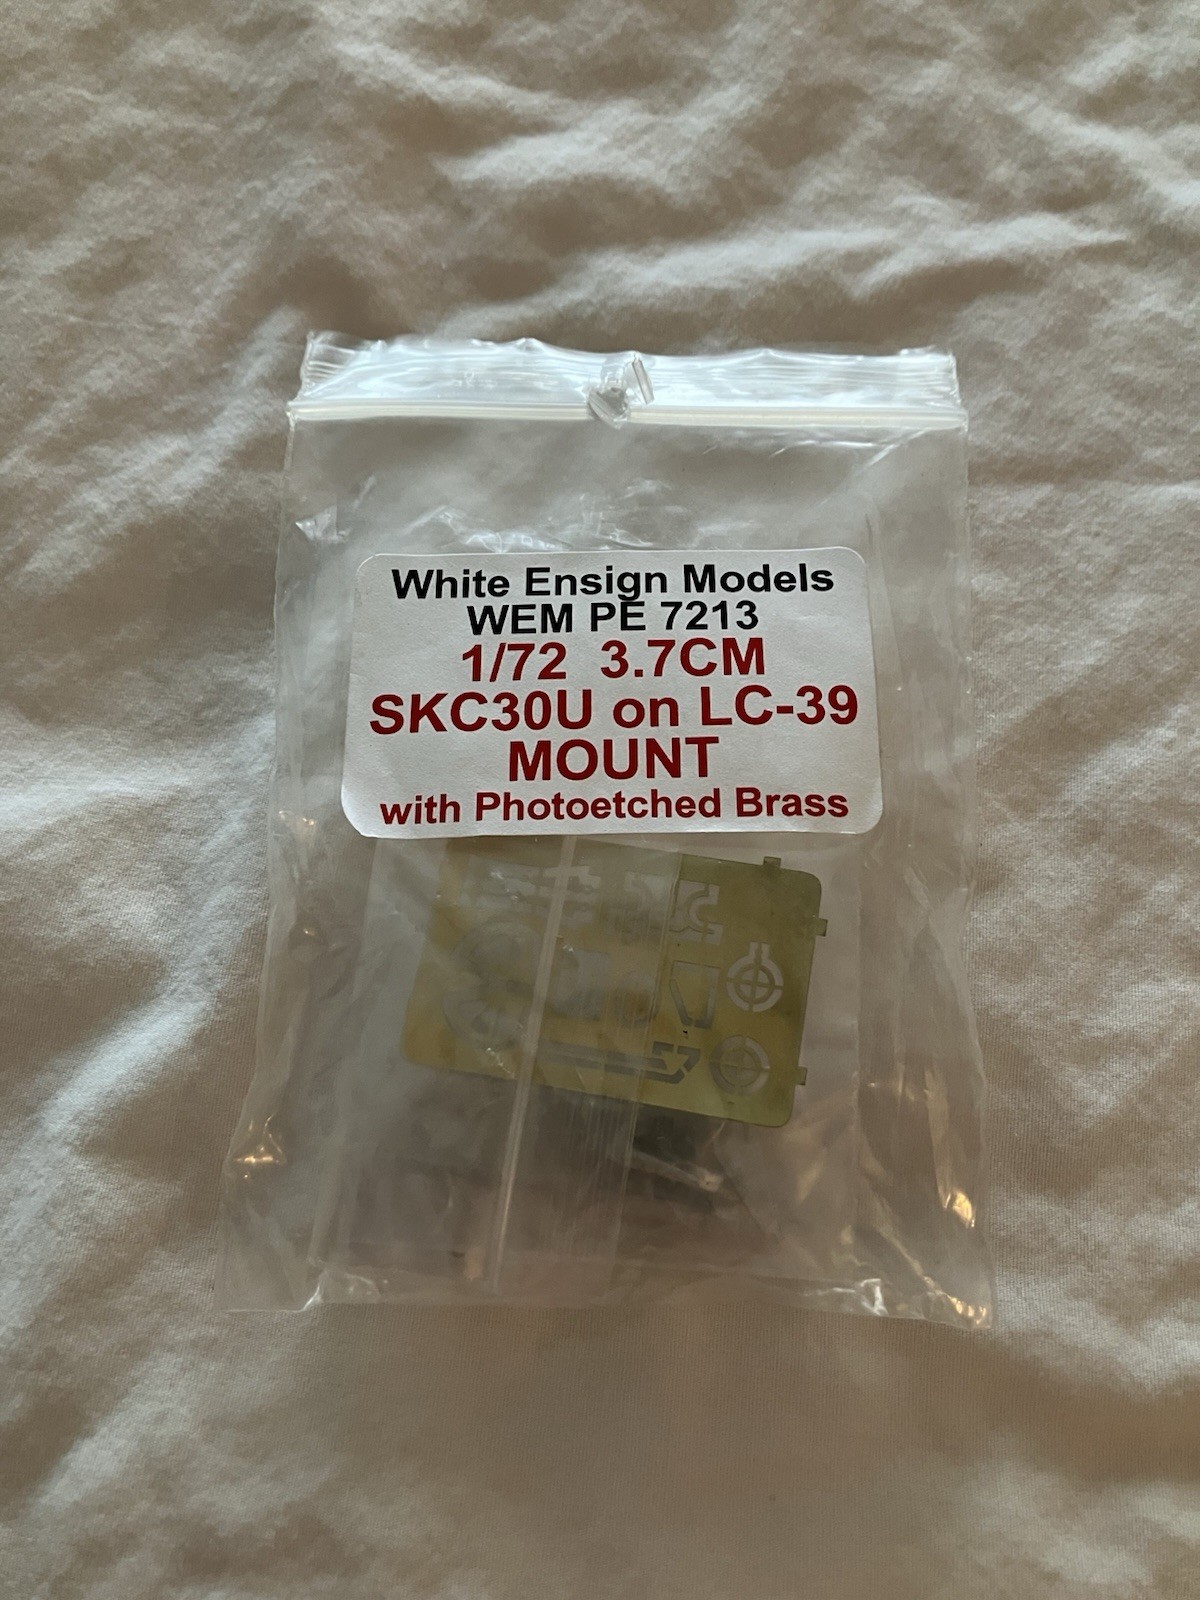 White Ensign Models
WEM PE 7213
1/72 3.7CM
SKC30U on LC-39
MOUNT
with Photoetched Brass